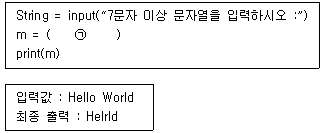 String = input("7문자 이상 문자열을 입력하시오 :")
m = ( ㉠ )
print(m)
입력값 : Hello World
최종 출력 : Helrld